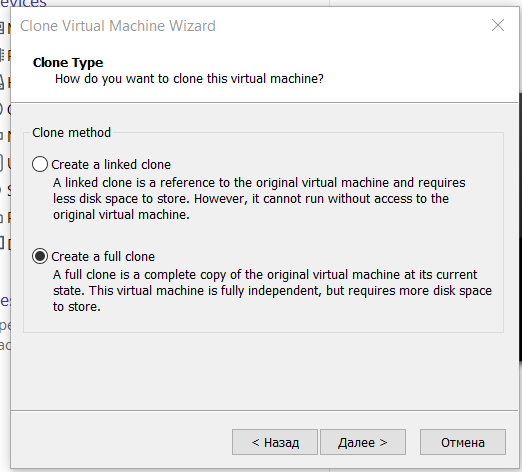 evices
Clone Virtual Machine Wizard
Clone Type
How do you want to clone this virtual machine?
Clone method
Create a linked clone
A linked clone is a reference to the original virtual machine and requires
less disk space to store. However, it cannot run without access to the
original virtual machine.
Create a full clone
A full clone is a complete copy of the original virtual machine at its current
state. This virtual machine is fully independent, but requires more disk space
to store.
< Назад
Далее >
Отмена